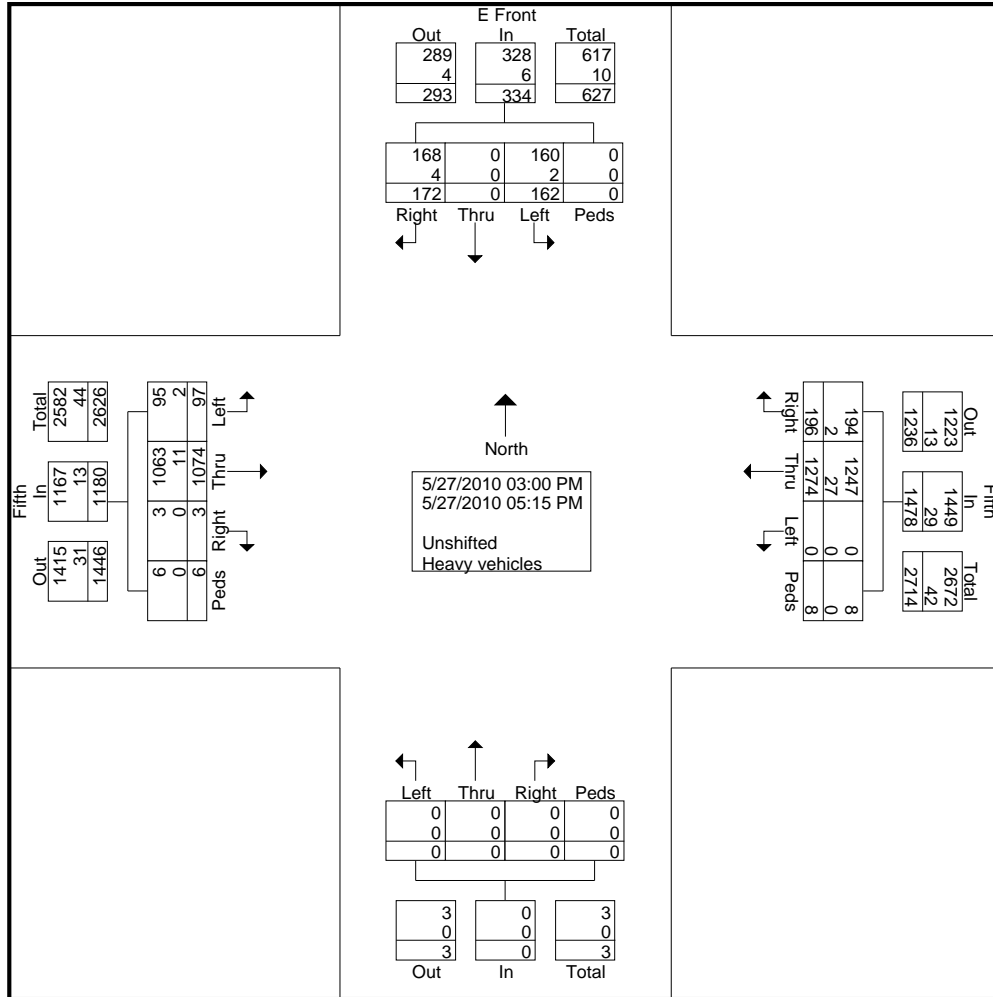 E Front
Out In Total
289 328 617
4 6 10
293 334 627
168 0 160 0
4 0 2 0
172 0 162 0
Right Thru Left Peds
Fifth
Total In Out
2582 1167 1415
44 13 31
2626 1180 1446
95 1063 3 6
2 11 0 0
97 1074 3 6
Left Thru Right Peds
North
5/27/2010 03:00 PM
5/27/2010 05:15 PM
Unshifted
Heavy vehicles
Fifth
Out In Total
1223 1449 2672
13 29 42
1236 1478 2714
194 1247 0 8
2 27 0 0
196 1274 0 8
Right Thru Left Peds
Left Thru Right Peds
0 0 0 0
0 0 0 0
0 0 0 0
3 0 3
0 0 0
3 0 3
Out In Total